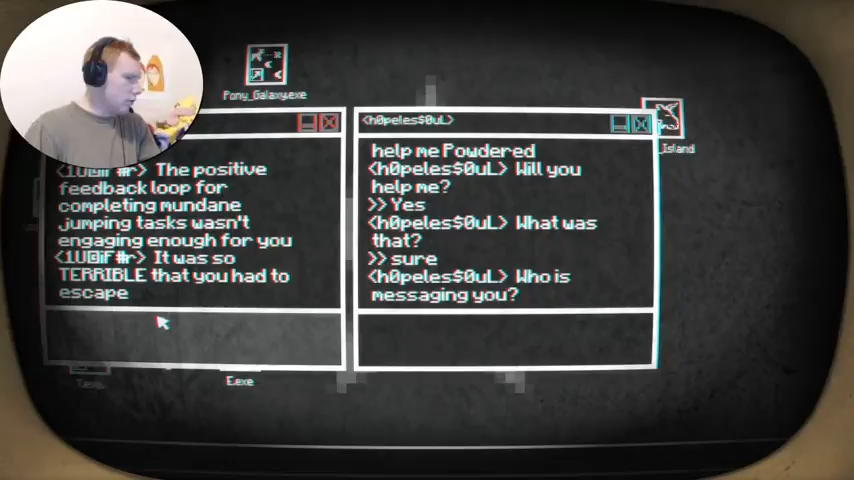 Pony_Galaxy.exe
<1U@iF#r> The positive
feedback loop for
completing mundane
jumping tasks wasn't
engaging enough for you
<1U@iF#r> It was so
TERRIBLE that you had to
escape
<h0peles$0uL>
help me Powdered
<h0peles$0uL> Will you
help me?
>> Yes
<h0peles$0uL> What was
that?
>> sure
<h0peles$0uL> Who is
messaging you?
_Island
E.exe